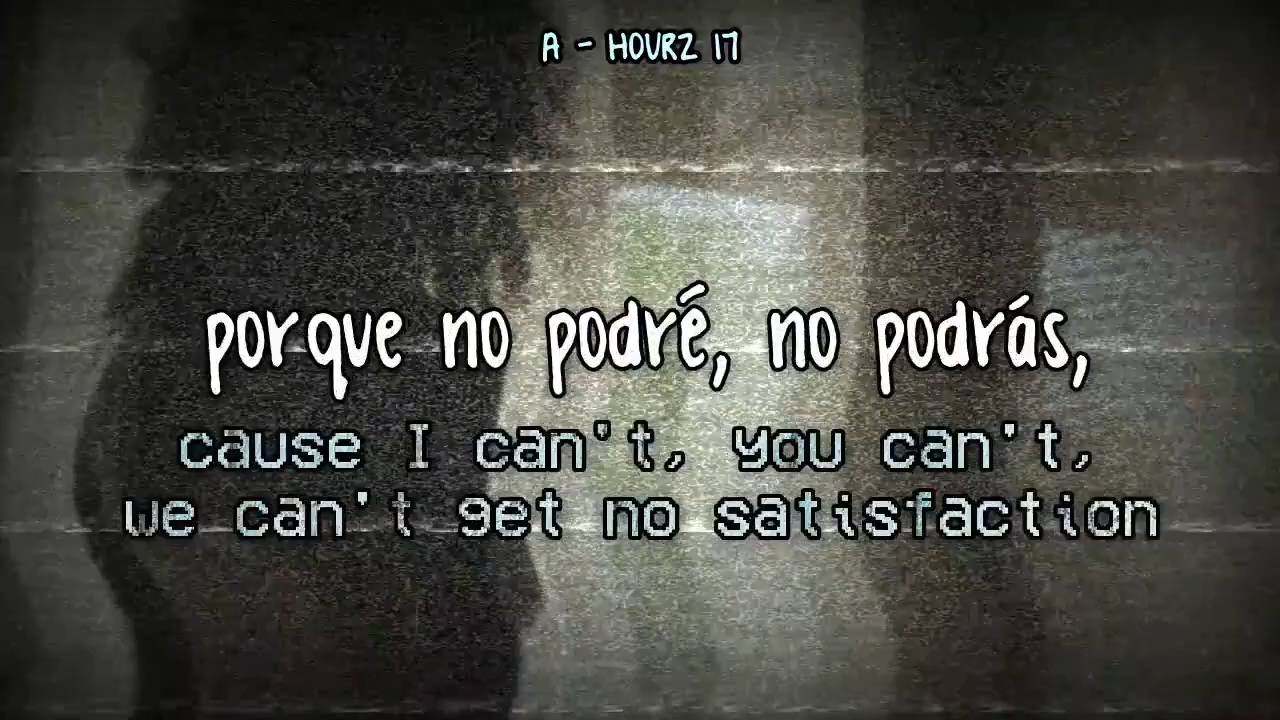 A - HOURZ 17
porque no podré, no podrás,
cause I can't, you can't,
we can't get no satisfaction